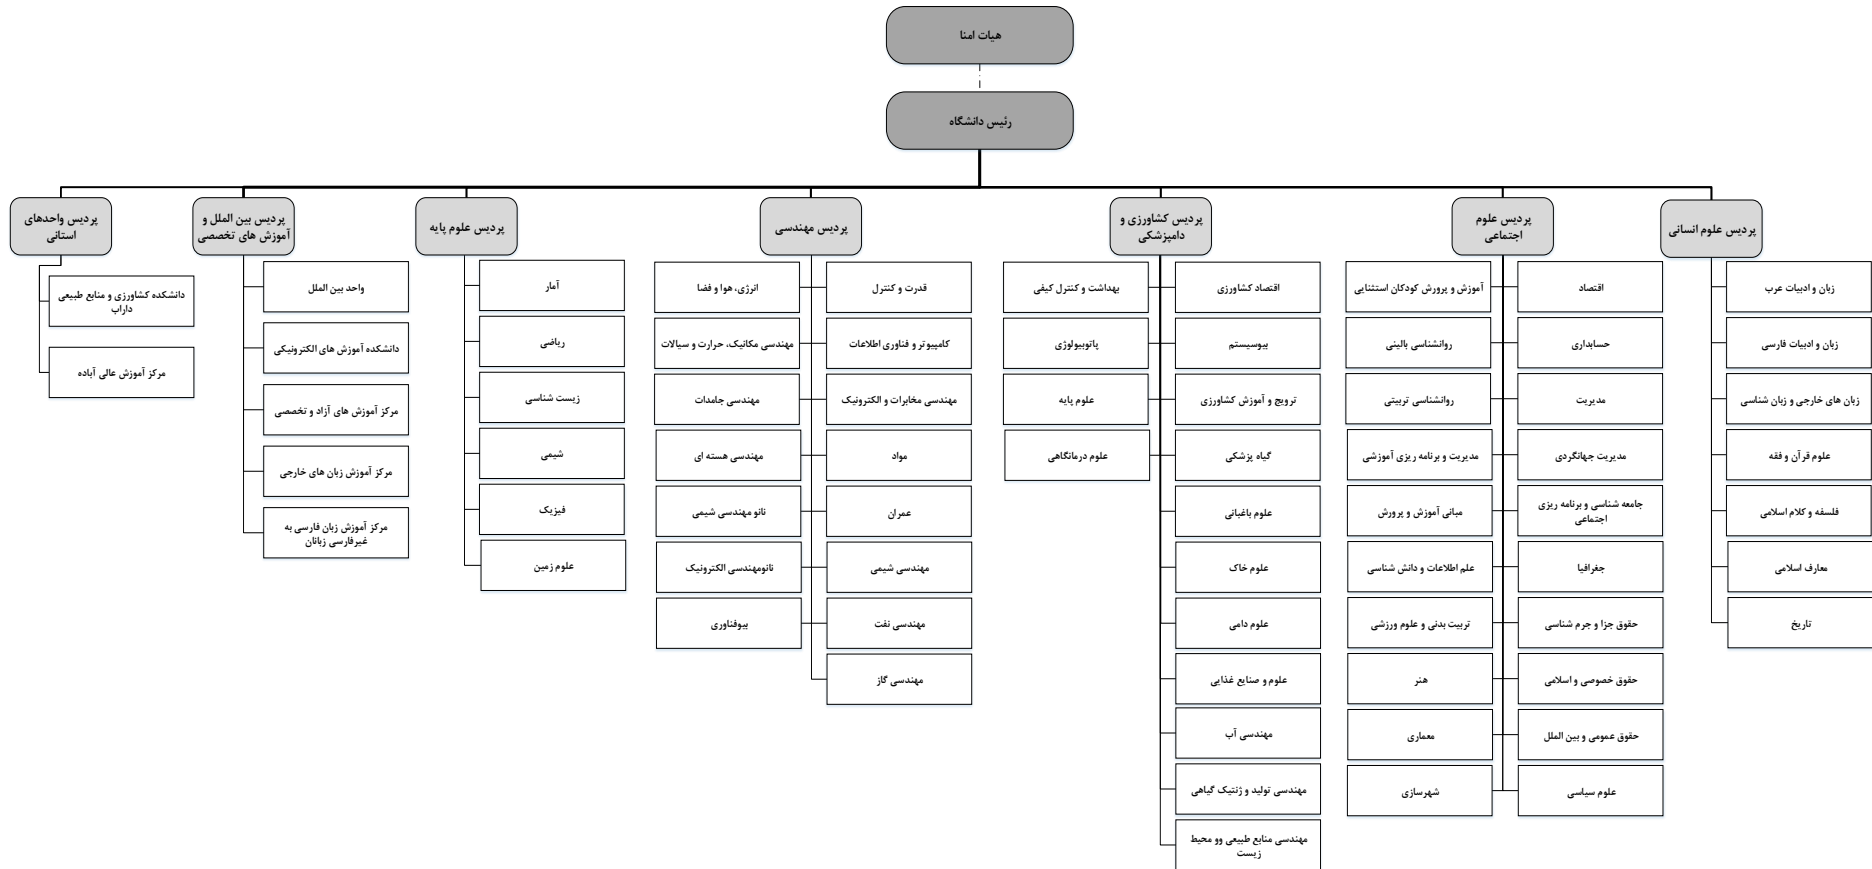 هیات امنا
رئیس دانشگاه
پردیس علوم انسانی
زبان و ادبیات عرب
زبان و ادبیات فارسی
زبان های خارجی و زبان شناسی
علوم قرآن و فقه
فلسفه و کلام اسلامی
معارف اسلامی
تاریخ
پردیس علوم
اجتماعی
اقتصاد
حسابداری
مدیریت
مدیریت جهانگردی
جامعه شناسی و برنامه ریزی
اجتماعی
جغرافیا
حقوق جزا و جرم شناسی
حقوق خصوصی و اسلامی
حقوق عمومی و بین الملل
علوم سیاسی
آموزش و پرورش کودکان استثنایی
روانشناسی بالینی
روانشناسی تربیتی
مدیریت و برنامه ریزی آموزشی
مبانی آموزش و پرورش
علم اطلاعات و دانش شناسی
تربیت بدنی و علوم ورزشی
هنر
معماری
شهرسازی
پردیس کشاورزی و
دامپزشکی
اقتصاد کشاورزی
بیوسیستم
ترویج و آموزش کشاورزی
گیاه پزشکی
علوم باغبانی
علوم خاک
علوم دامی
علوم و صنایع غذایی
مهندسی آب
مهندسی تولید و ژنتیک گیاهی
مهندسی منابع طبیعی وو محیط
زیست
بهداشت و کنترل کیفی
پاتوبیولوژی
علوم پایه
علوم درمانگاهی
پردیس مهندسی
قدرت و کنترل
کامپیوتر و فناوری اطلاعات
مهندسی مخابرات و الکترونیک
مواد
عمران
مهندسی شیمی
مهندسی نفت
مهندسی گاز
انرژی، هوا و فضا
مهندسی مکانیک، حرارت و سیالات
مهندسی جامدات
مهندسی هسته ای
نانو مهندسی شیمی
نانومهندسی الکترونیک
بیوفناوری
پردیس علوم پایه
آمار
ریاضی
زیست شناسی
شیمی
فیزیک
علوم زمین
پردیس بین الملل و
آموزش های تخصصی
واحد بین الملل
دانشکده آموزش های الکترونیکی
مرکز آموزش های آزاد و تخصصی
مرکز آموزش زبان های خارجی
مرکز آموزش زبان فارسی به
غیرفارسی زبانان
پردیس واحدهای
استانی
دانشکده کشاورزی و منابع طبیعی
داراب
مرکز آموزش عالی آباده